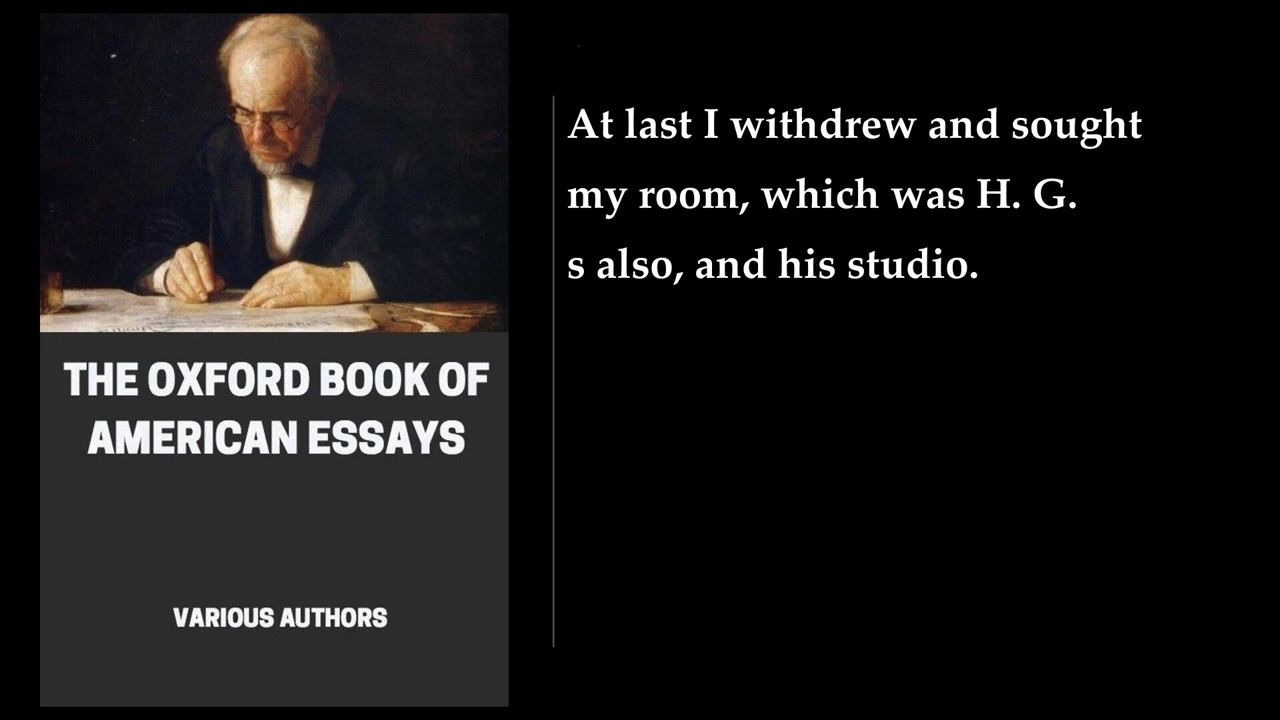 THE OXFORD BOOK OF
AMERICAN ESSAYS
VARIOUS AUTHORS
At last I withdrew and sought
my room, which was H. G.
s also, and his studio.